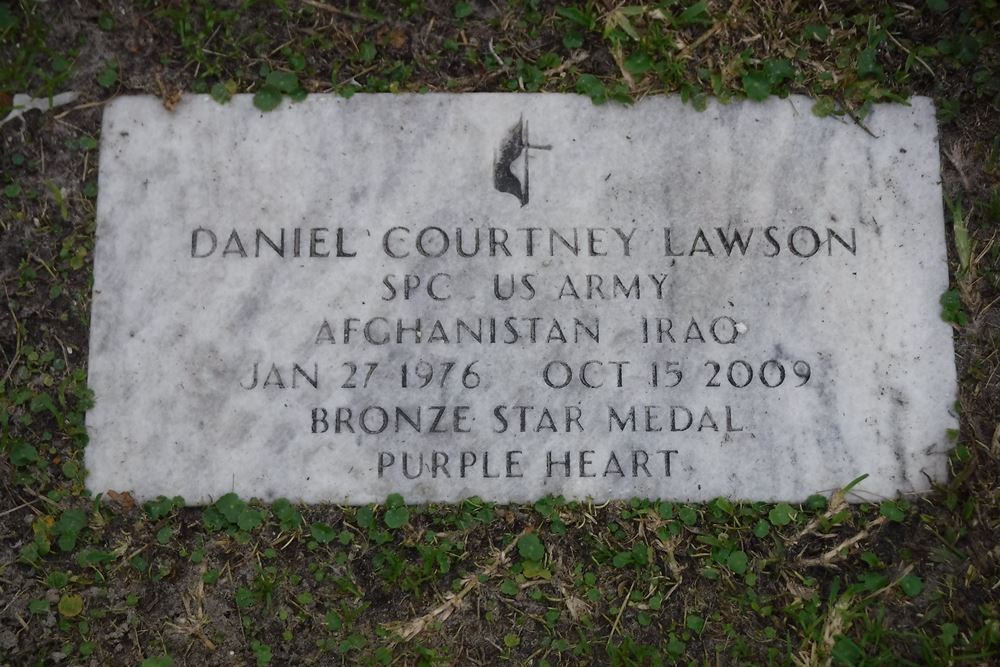 DANIEL COURTNEY LAWSON
SPC US ARMY
AFGHANISTAN IRAQ
JAN 27 1976 OCT 15 2009
BRONZE STAR MEDAL
PURPLE HEART